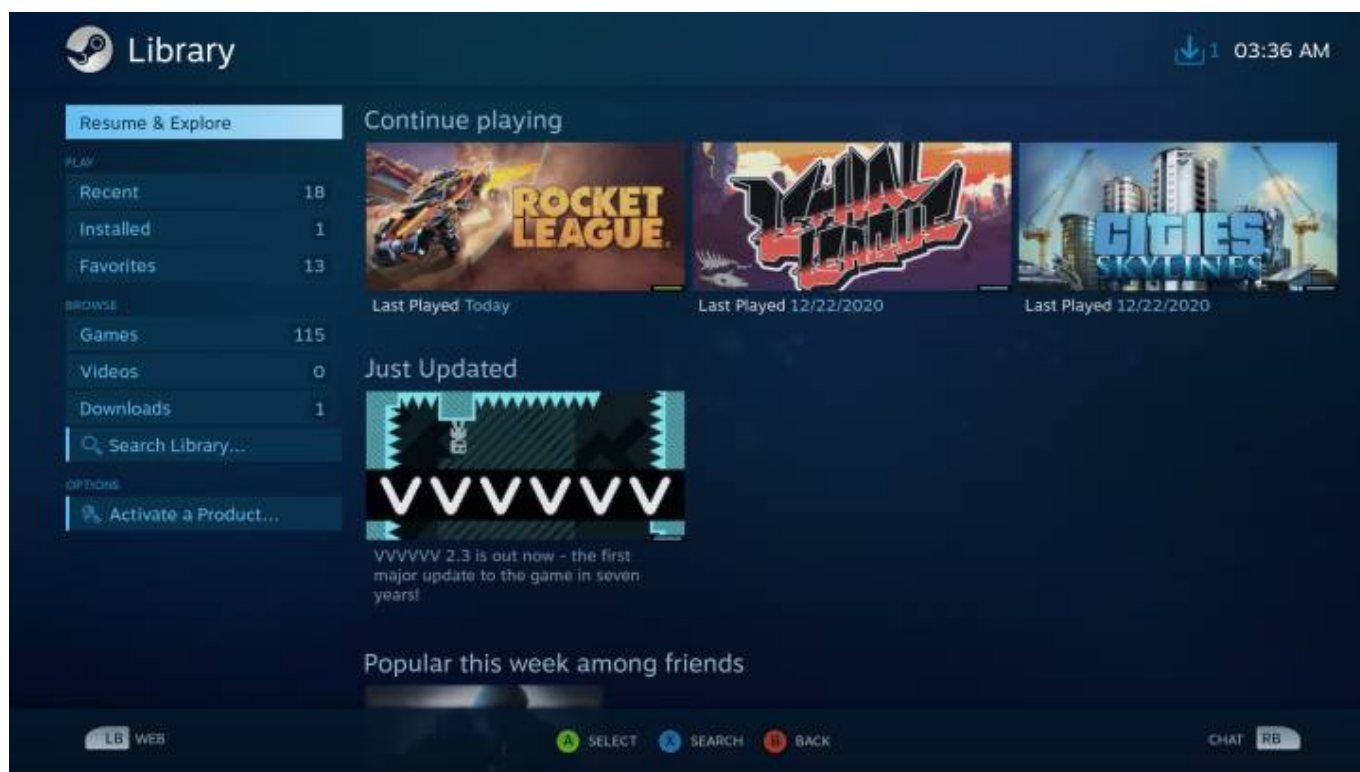 Library
1 03:36 AM
Resume & Explore
PLAY
Recent 18
Installed 1
Favorites 13
BROWSE
Games 115
Videos 0
Downloads 1
Search Library...
OPTIONS
Activate a Product...
Continue playing
ROCKET
LEAGUE
LETHAL
LEAGUE
CITIES
SKYLINES
Last Played Today
Last Played 12/22/2020
Last Played 12/22/2020
Just Updated
VVVVVV
VVVVVV 2.3 is out now - the first
major update to the game in seven
years!
Popular this week among friends
LB WEB
A SELECT X SEARCH B BACK
CHAT RB